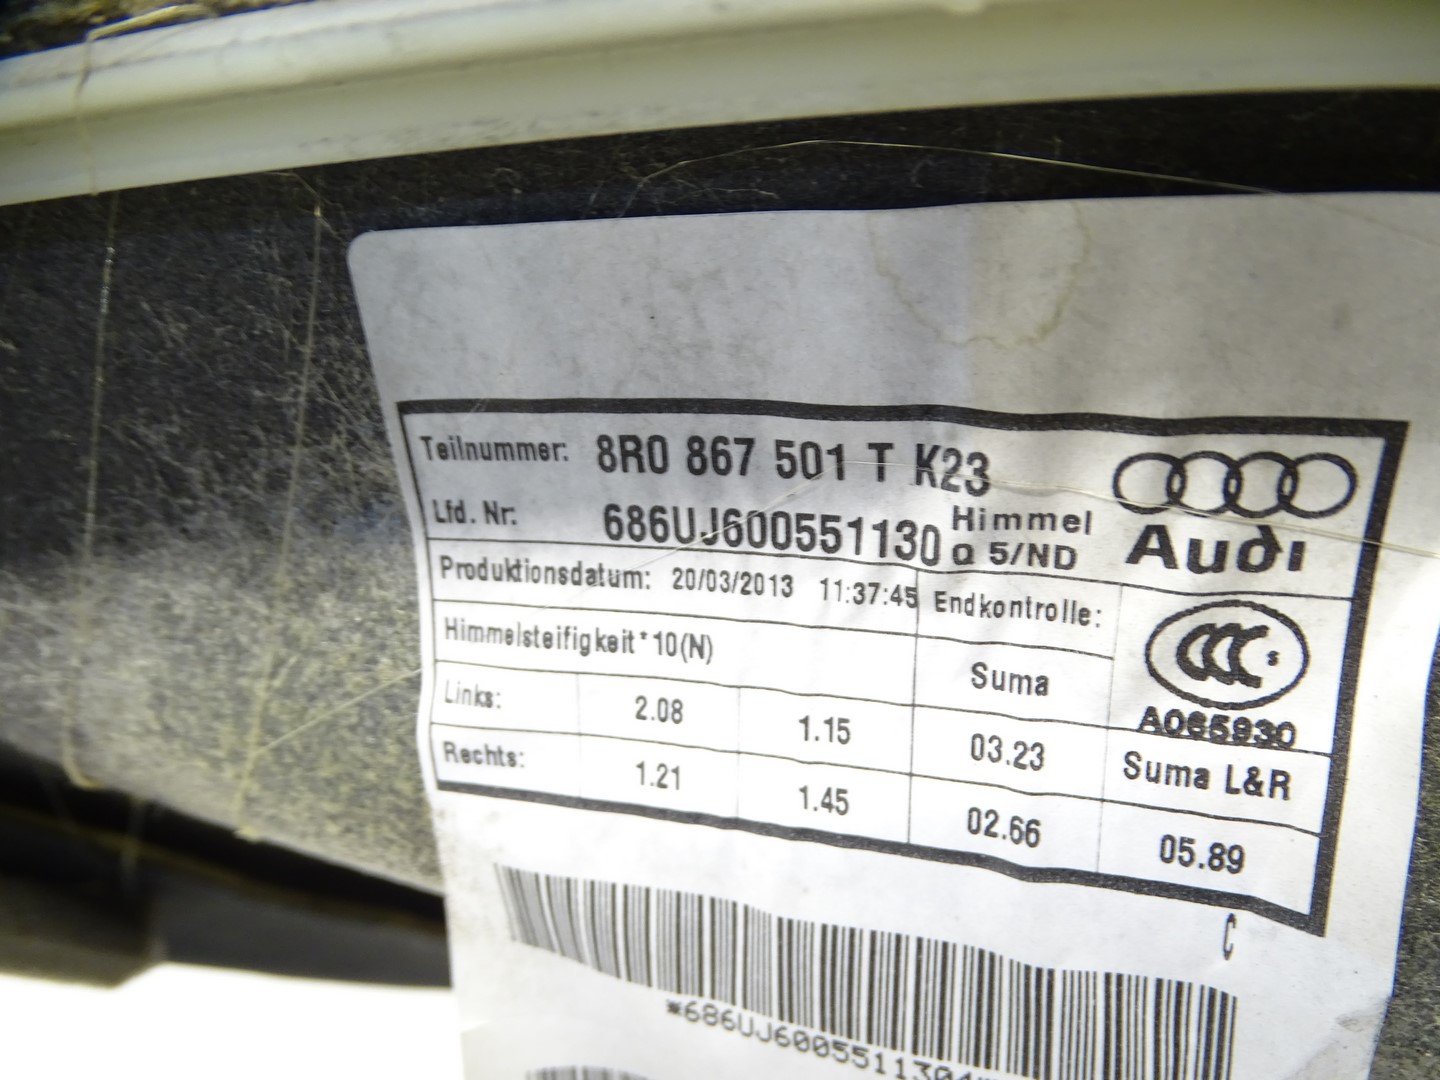 Teilnummer: 8R0 867 501 T K23
Lfd. Nr: 686UJ600551130 Himmel
Q 5/ND
Audi
Produktionsdatum: 20/03/2013 11:37:45 Endkontrolle:
CCC S
A065930
Himmelsteifigkeit*10(N) Suma
Links: 2.08 1.15 03.23 Suma L&R
Rechts: 1.21 1.45 02.66 05.89
C
*686UJ600551130